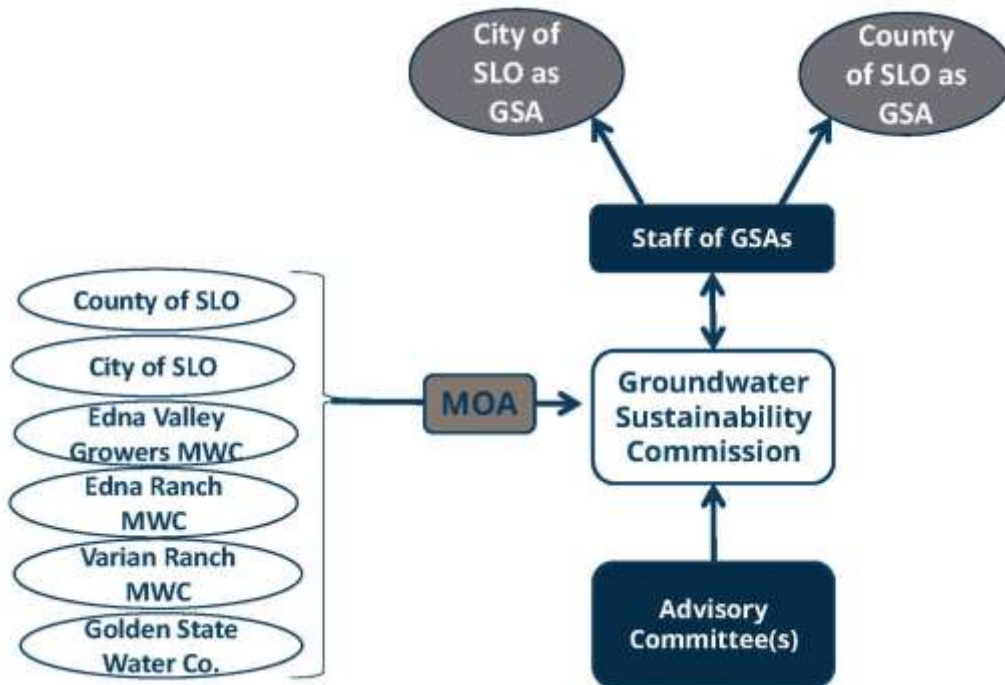 City of
SLO as
GSA
County
of SLO as
GSA
Staff of GSAs
County of SLO
City of SLO
Edna Valley
Growers MWC
Edna Ranch
MWC
Varian Ranch
MWC
Golden State
Water Co.
MOA
Groundwater
Sustainability
Commission
Advisory
Committee(s)